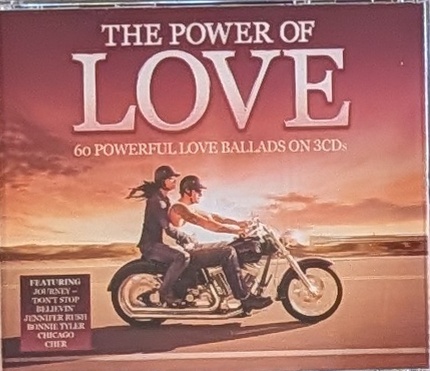 THE POWER OF
LOVE
60 POWERFUL LOVE BALLADS ON 3CDs
FEATURING
JOURNEY –
'DON'T STOP
BELIEVIN'
JENNIFER RUSH
BONNIE TYLER
CHICAGO
CHER